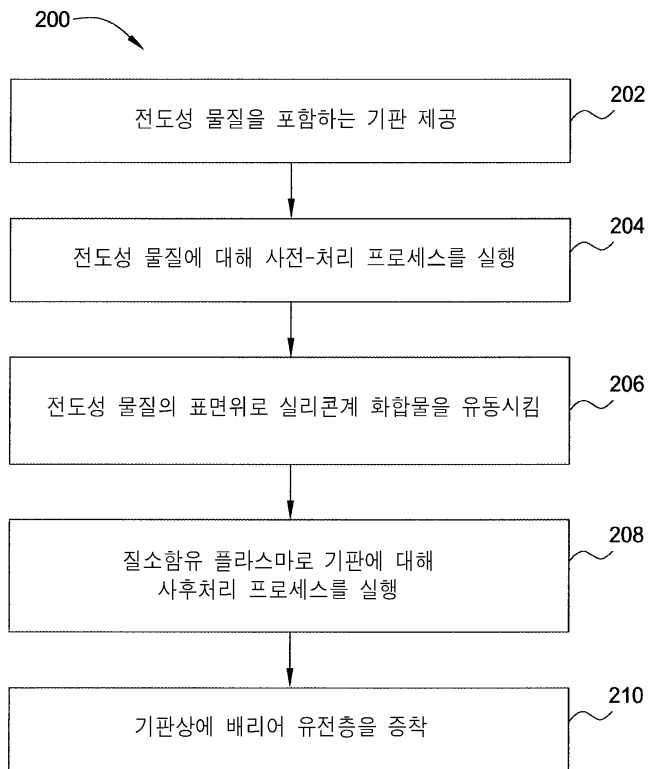 200
전도성 물질을 포함하는 기판 제공
202
전도성 물질에 대해 사전-처리 프로세스를 실행
204
전도성 물질의 표면위로 실리콘계 화합물을 유동시킴
206
질소함유 플라스마로 기판에 대해
사후처리 프로세스를 실행
208
기판상에 배리어 유전층을 증착
210